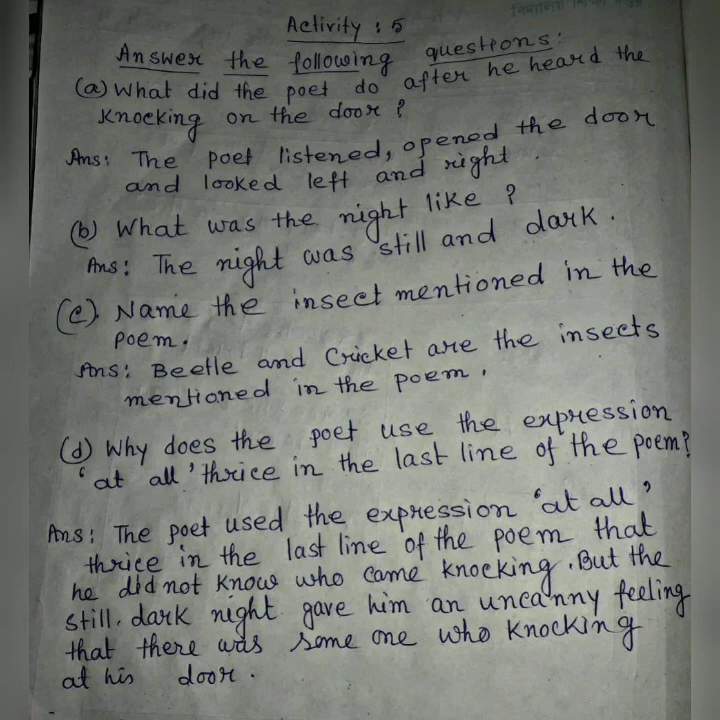 Activity : 5
Answer the following questions:
(a) What did the poet do after he heard the
Knocking on the door ?
Ans: The poet listened, opened the door
and looked left and right.
(b) What was the night like ?
Ans: The night was still and dark.
(c). Name the insect mentioned in the
poem.
Ans: Beetle and Cricket are the insects
mentioned in the poem.
(d) Why does the poet use the expression
'at all' thrice in the last line of the poem?
Ans: The poet used the expression 'at all'
thrice in the last line of the poem that
he did not know who came knocking. But the
still. dark night gave him an uncanny feeling
that there was some one who knocking
at his door.